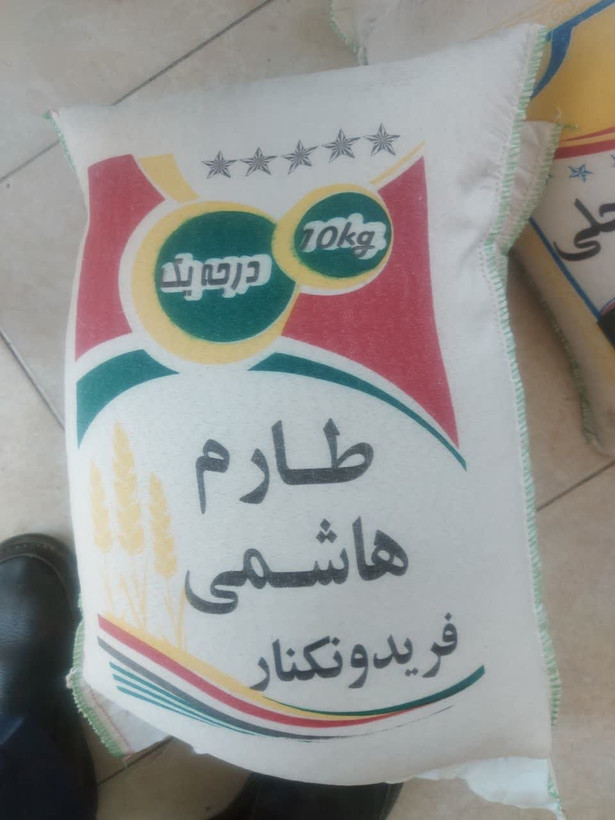 10kg
درجه یک
طارم
هاشمی
فریدونکنار